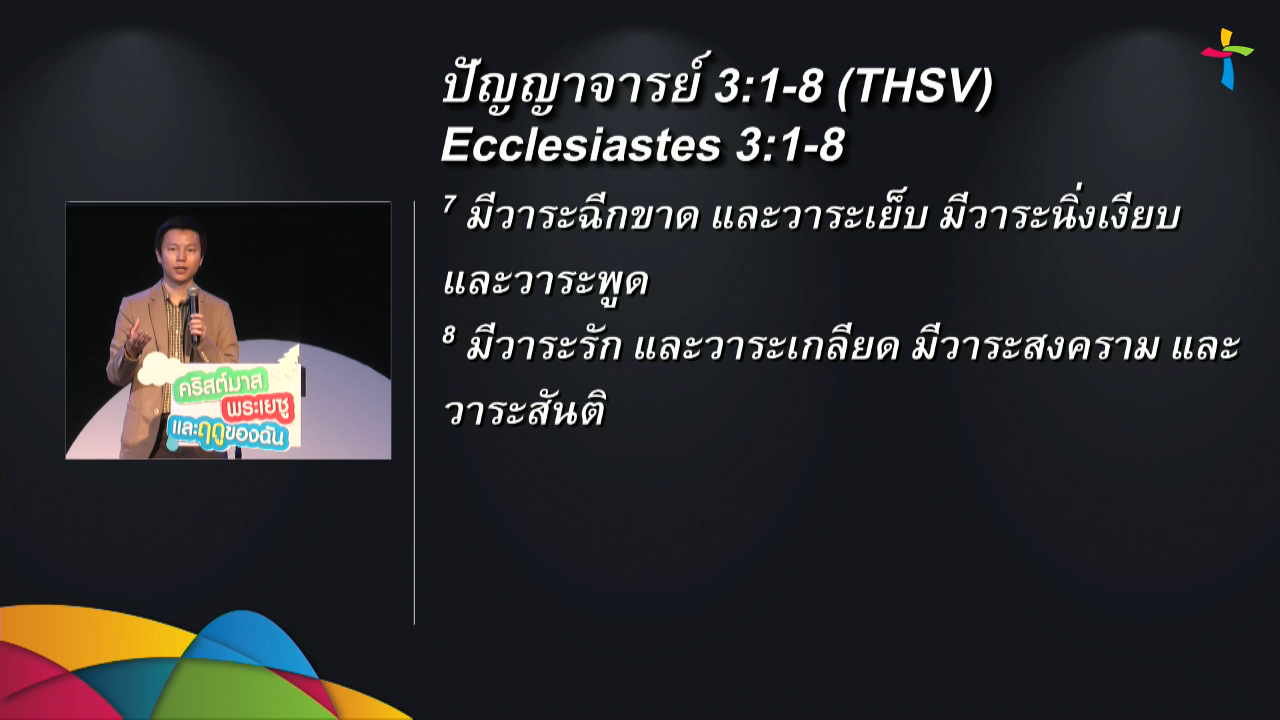 ปัญญาจารย์ 3:1-8 (THSV)
Ecclesiastes 3:1-8
7 มีวาระฉีกขาด และวาระเย็บ มีวาระนิ่งเงียบ
และวาระพูด
8 มีวาระรัก และวาระเกลียด มีวาระสงคราม และ
วาระสันติ
คริสต์มาส
พระเยซู
และฤดูของฉัน